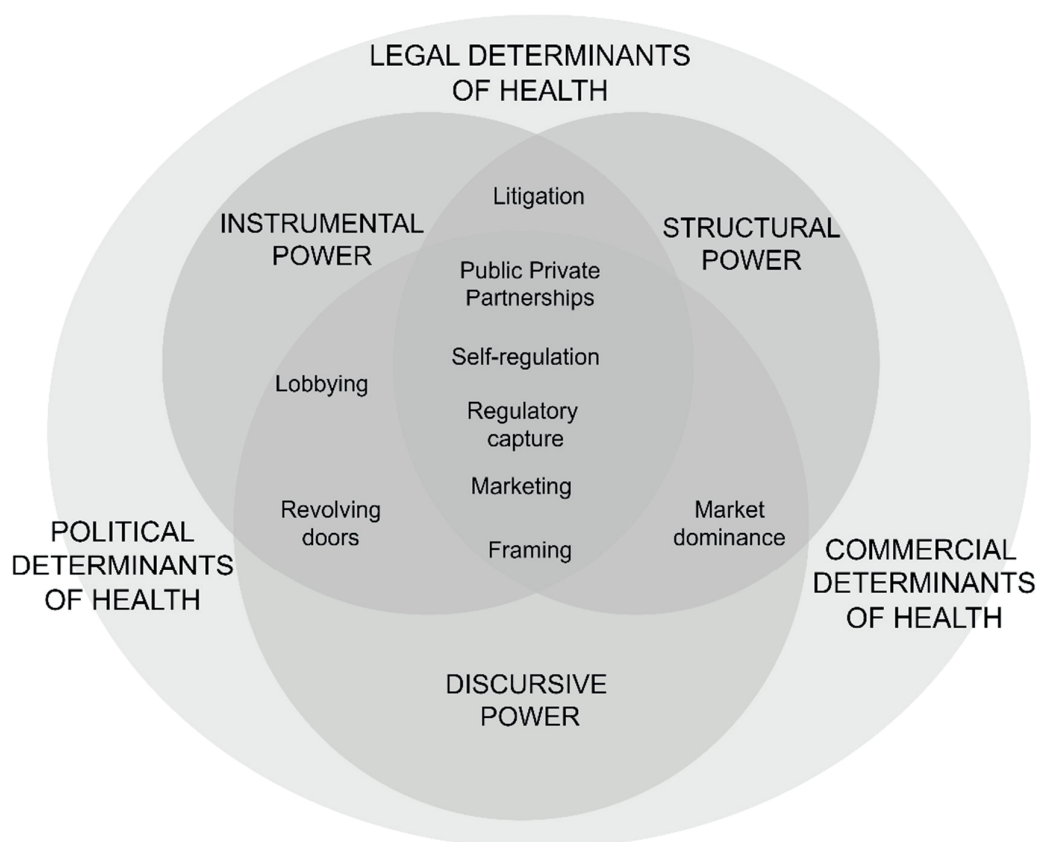 LEGAL DETERMINANTS
OF HEALTH
Litigation
INSTRUMENTAL
POWER
STRUCTURAL
POWER
Public Private
Partnerships
Self-regulation
Lobbying
Regulatory
capture
Marketing
Revolving
doors
Market
dominance
Framing
POLITICAL
DETERMINANTS
OF HEALTH
COMMERCIAL
DETERMINANTS
OF HEALTH
DISCURSIVE
POWER